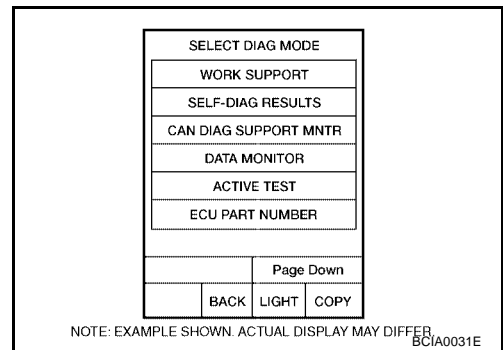 SELECT DIAG MODE
WORK SUPPORT
SELF-DIAG RESULTS
CAN DIAG SUPPORT MNTR
DATA MONITOR
ACTIVE TEST
ECU PART NUMBER
Page Down
BACK LIGHT COPY
NOTE: EXAMPLE SHOWN. ACTUAL DISPLAY MAY DIFFER.
BCIA0031E